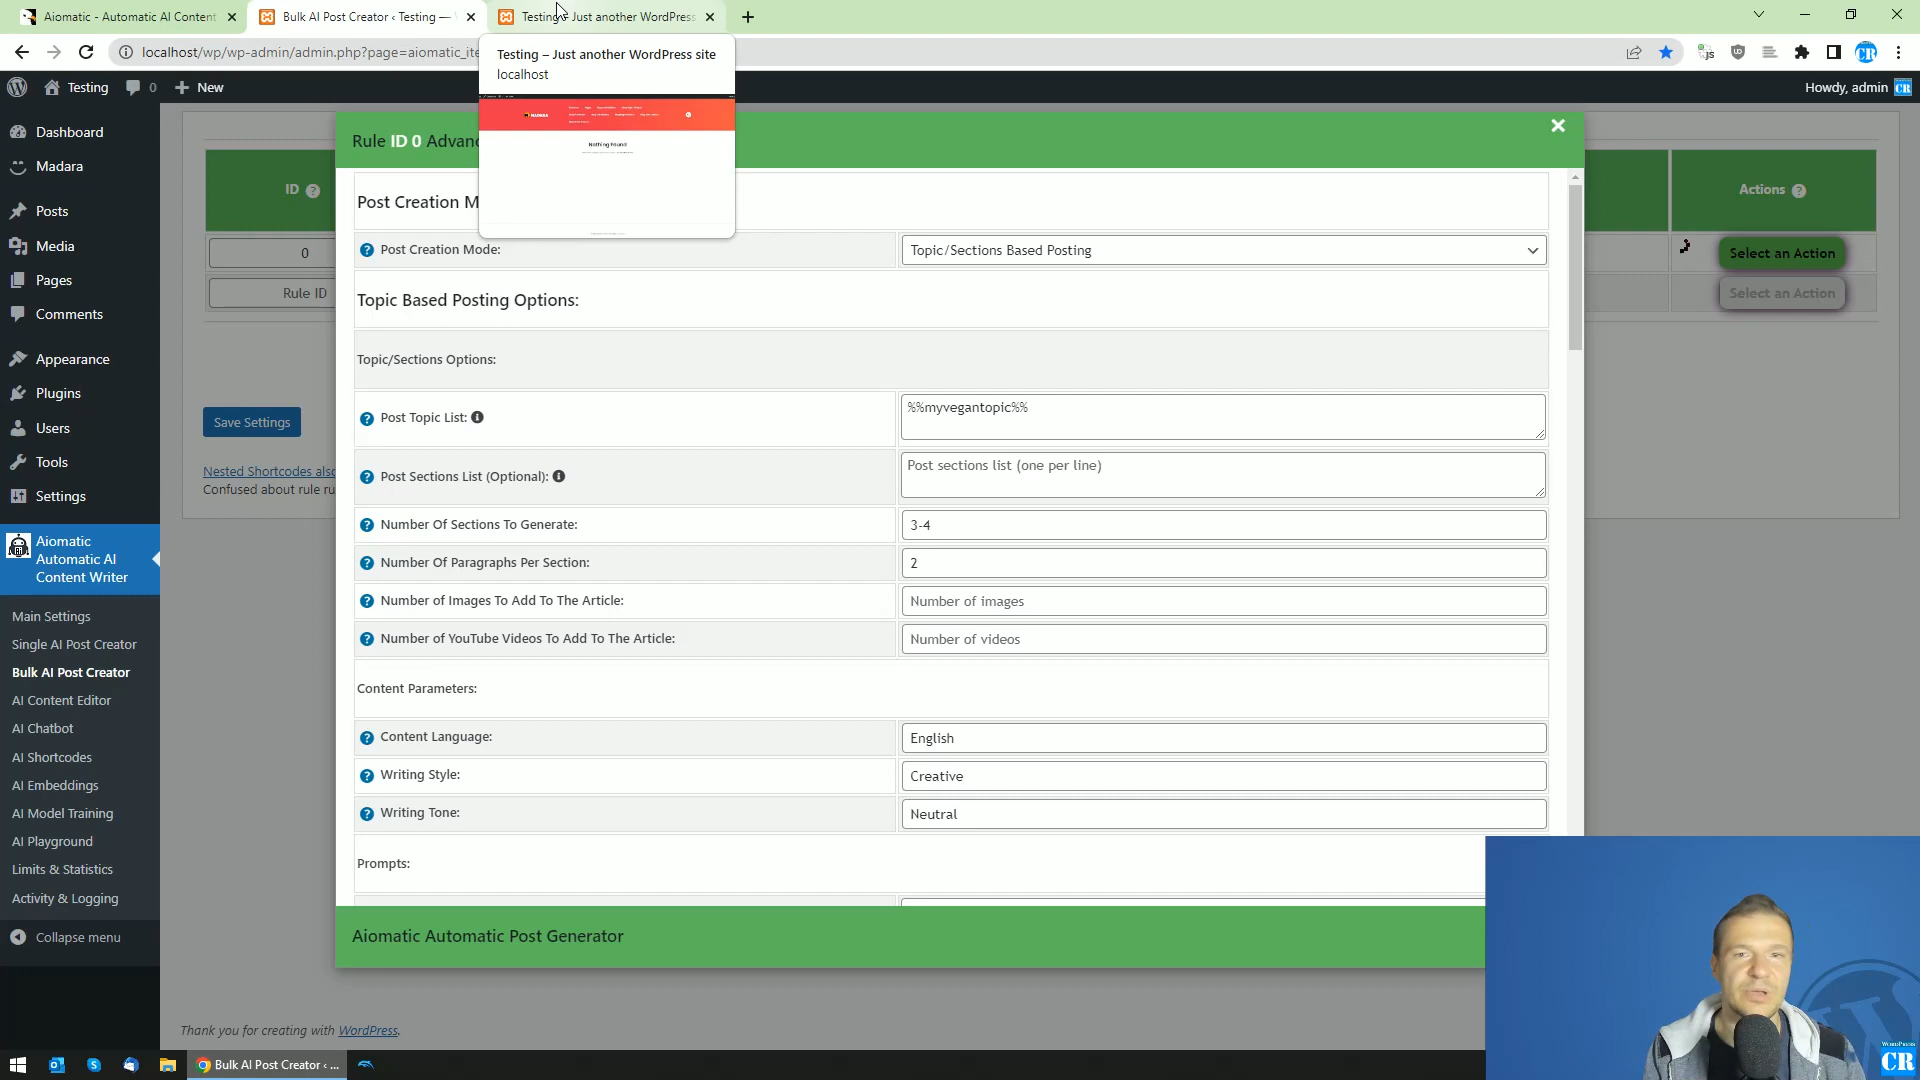 Aiomatic - Automatic AI Content
Bulk AI Post Creator ‹ Testing —
Testing – Just another WordPress
localhost/wp/wp-admin/admin.php?page=aiomatic_ite
Testing – Just another WordPress site
localhost
MADARA
Nothing Found
Testing
0
New
Howdy, admin
Dashboard
Madara
Posts
Media
Pages
Comments
Appearance
Plugins
Users
Tools
Settings
Aiomatic
Automatic AI
Content Writer
Main Settings
Single AI Post Creator
Bulk AI Post Creator
AI Content Editor
AI Chatbot
AI Shortcodes
AI Embeddings
AI Model Training
AI Playground
Limits & Statistics
Activity & Logging
Collapse menu
ID
0
Rule ID
Actions
Select an Action
Select an Action
Save Settings
Nested Shortcodes also
Confused about rule ru
Rule ID 0 Advanc
Post Creation M
Post Creation Mode:
Topic/Sections Based Posting
Topic Based Posting Options:
Topic/Sections Options:
Post Topic List:
%%myvegantopic%%
Post Sections List (Optional):
Post sections list (one per line)
Number Of Sections To Generate:
3-4
Number Of Paragraphs Per Section:
2
Number of Images To Add To The Article:
Number of images
Number of YouTube Videos To Add To The Article:
Number of videos
Content Parameters:
Content Language:
English
Writing Style:
Creative
Writing Tone:
Neutral
Prompts:
Aiomatic Automatic Post Generator
Thank you for creating with WordPress.
Bulk AI Post Creator ‹ ...
WORDPRESS
CR